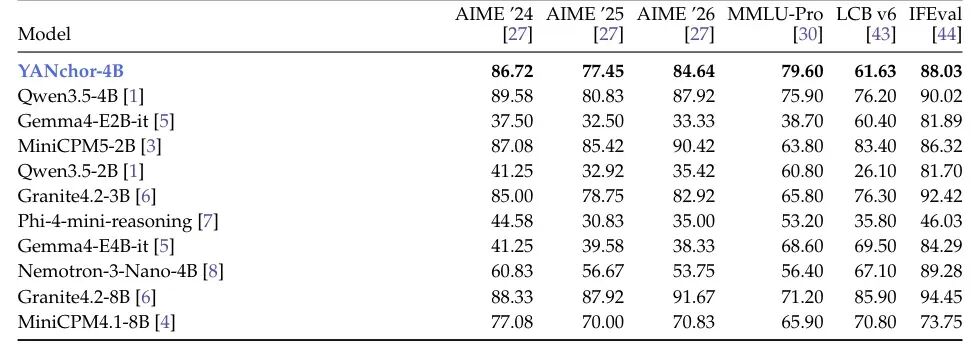 AIME ’24 AIME ’25 AIME ’26 MMLU-Pro LCB v6 IFEval
Model [27] [27] [27] [30] [43] [44]
YANchor-4B 86.72 77.45 84.64 79.60 61.63 88.03
Qwen3.5-4B [1] 89.58 80.83 87.92 75.90 76.20 90.02
Gemma4-E2B-it [5] 37.50 32.50 33.33 38.70 60.40 81.89
MiniCPM5-2B [3] 87.08 85.42 90.42 63.80 83.40 86.32
Qwen3.5-2B [1] 41.25 32.92 35.42 60.80 26.10 81.70
Granite4.2-3B [6] 85.00 78.75 82.92 65.80 76.30 92.42
Phi-4-mini-reasoning [7] 44.58 30.83 35.00 53.20 35.80 46.03
Gemma4-E4B-it [5] 41.25 39.58 38.33 68.60 69.50 84.29
Nemotron-3-Nano-4B [8] 60.83 56.67 53.75 56.40 67.10 89.28
Granite4.2-8B [6] 88.33 87.92 91.67 71.20 85.90 94.45
MiniCPM4.1-8B [4] 77.08 70.00 70.83 65.90 70.80 73.75